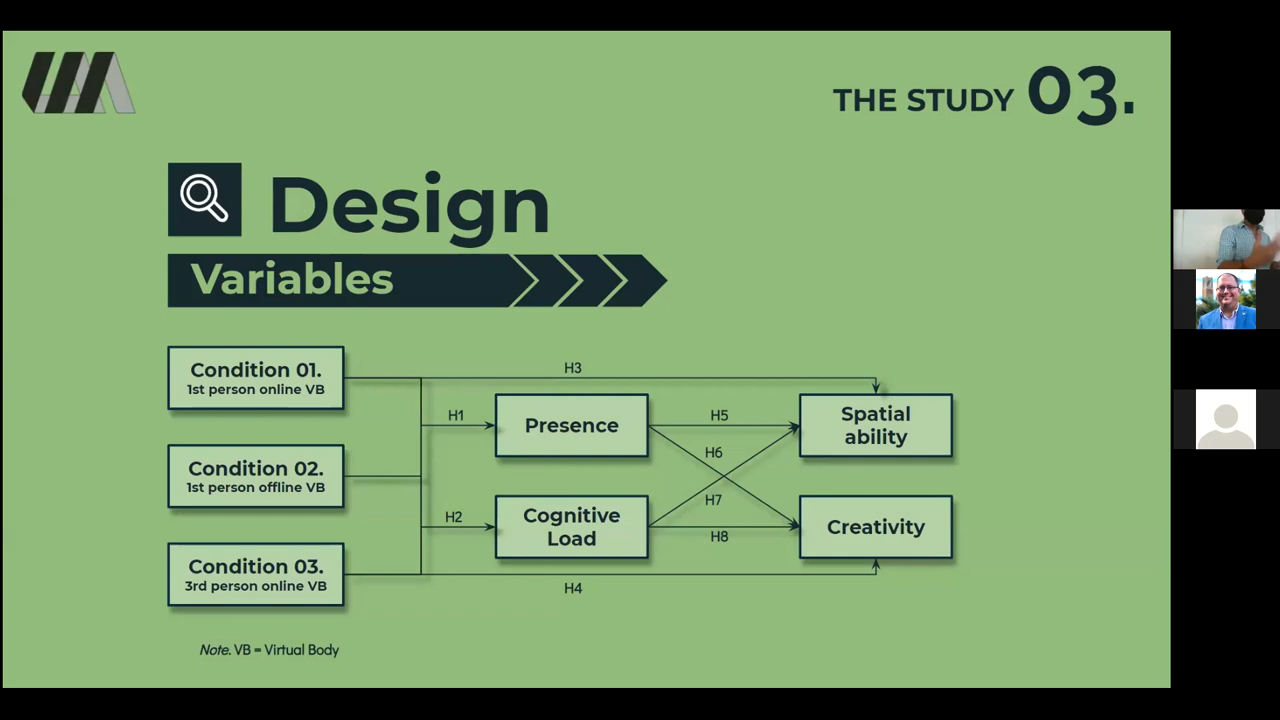 THE STUDY 03.
Design
Variables
Condition 01.
1st person online VB
Condition 02.
1st person offline VB
Condition 03.
3rd person online VB
H3
H1
H2
H4
Presence
Cognitive
Load
H5
H6
H7
H8
Spatial
ability
Creativity
Note. VB = Virtual Body